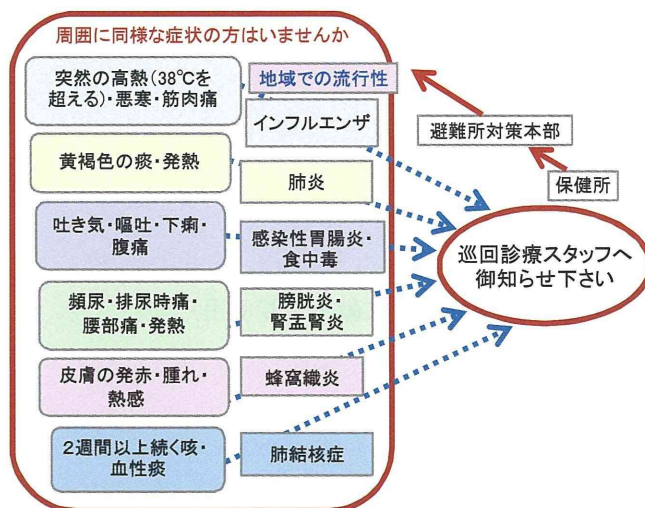 周囲に同様な症状の方はいませんか
突然の高熱(38℃を
超える)・悪寒・筋肉痛
地域での流行性
インフルエンザ
避難所対策本部
保健所
黄褐色の痰・発熱
肺炎
吐き気・嘔吐・下痢・
腹痛
感染性胃腸炎・
食中毒
巡回診療スタッフへ
御知らせ下さい
頻尿・排尿時痛・
腰部痛・発熱
膀胱炎・
腎盂腎炎
皮膚の発赤・腫れ・
熱感
蜂窩織炎
2週間以上続く咳・
血性痰
肺結核症